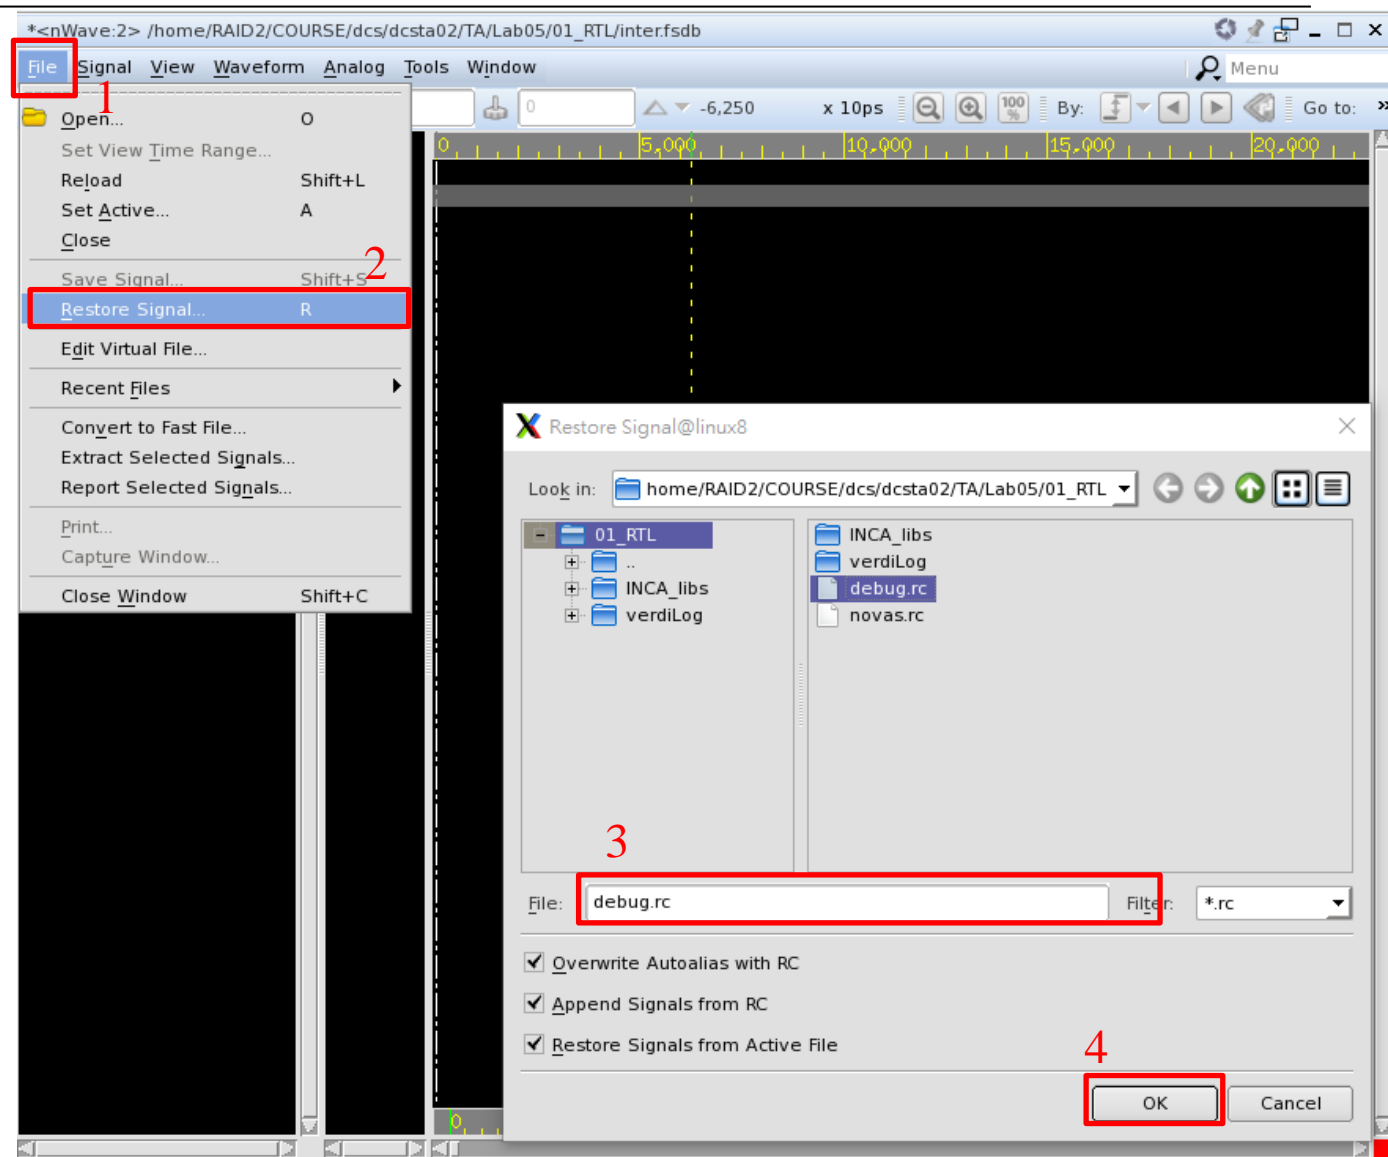 *<nWave:2> /home/RAID2/COURSE/dcs/dcsta02/TA/Lab05/01_RTL/inter.fsdb
File Signal View Waveform Analog Tools Window Menu
1
0 -6,250 x 10ps 100 % By: Go to: »
Open... O
Set View Time Range...
0 5,000 10,000 15,000 20,000
Reload Shift+L
Set Active... A
Close
2
Save Signal... Shift+S
Restore Signal... R
Edit Virtual File...
Recent Files
Convert to Fast File...
Extract Selected Signals...
Report Selected Signals...
Print...
Capture Window...
Close Window Shift+C
Restore Signal@linux8
Look in: home/RAID2/COURSE/dcs/dcsta02/TA/Lab05/01_RTL
01_RTL
..
INCA_libs
verdiLog
INCA_libs
verdiLog
debug.rc
novas.rc
3
File: debug.rc Filter: *.rc
Overwrite Autoalias with RC
Append Signals from RC
Restore Signals from Active File
4
OK Cancel
0